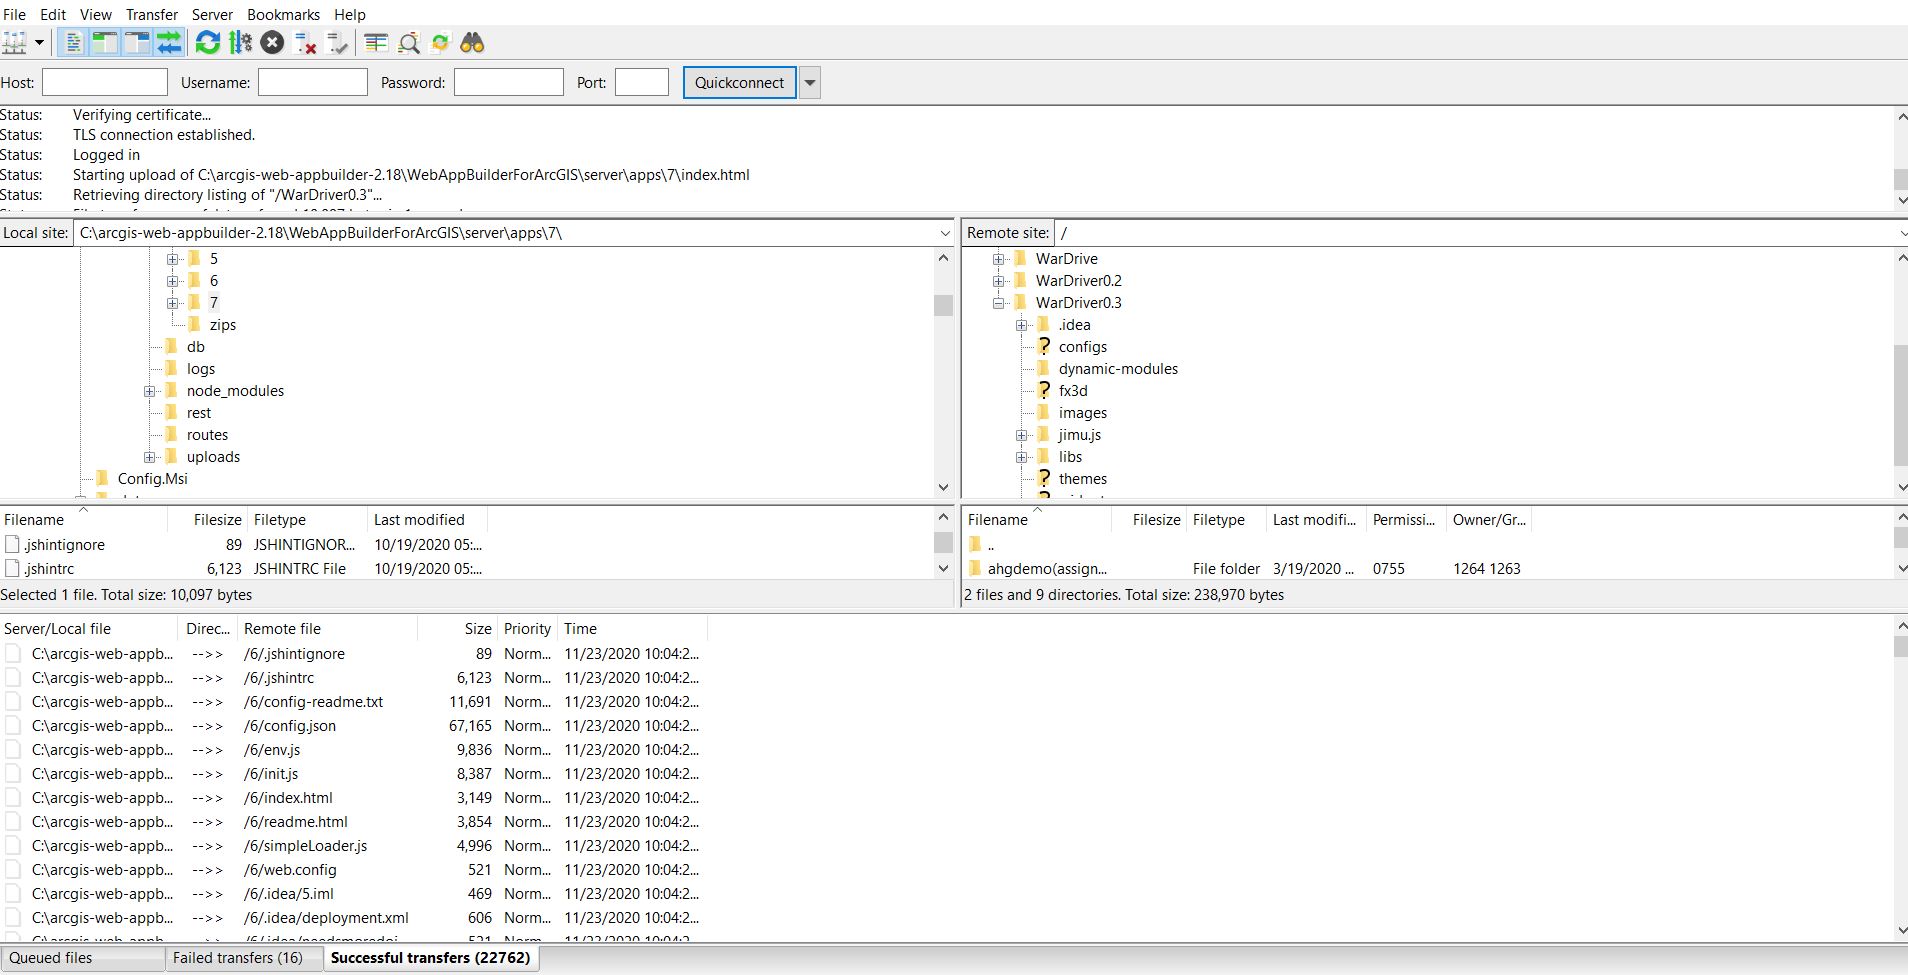 File Edit View Transfer Server Bookmarks Help
Host: Username: Password: Port: Quickconnect
Status: Verifying certificate...
Status: TLS connection established.
Status: Logged in
Status: Starting upload of C:\arcgis-web-appbuilder-2.18\WebAppBuilderForArcGIS\server\apps\7\index.html
Status: Retrieving directory listing of "/WarDriver0.3"...
Local site: C:\arcgis-web-appbuilder-2.18\WebAppBuilderForArcGIS\server\apps\7\
5
6
7
zips
db
logs
node_modules
rest
routes
uploads
Config.Msi
Remote site: /
WarDrive
WarDriver0.2
WarDriver0.3
.idea
configs
dynamic-modules
fx3d
images
jimu.js
libs
themes
Filename Filesize Filetype Last modified
.jshintignore 89 JSHINTIGNOR... 10/19/2020 05:...
.jshintrc 6,123 JSHINTRC File 10/19/2020 05:...
Selected 1 file. Total size: 10,097 bytes
Filename Filesize Filetype Last modifi... Permissi... Owner/Gr...
..
ahgdemo(assign... File folder 3/19/2020 ... 0755 1264 1263
2 files and 9 directories. Total size: 238,970 bytes
Server/Local file Direc... Remote file Size Priority Time
C:\arcgis-web-appb... -->> /6/.jshintignore 89 Norm... 11/23/2020 10:04:2...
C:\arcgis-web-appb... -->> /6/.jshintrc 6,123 Norm... 11/23/2020 10:04:2...
C:\arcgis-web-appb... -->> /6/config-readme.txt 11,691 Norm... 11/23/2020 10:04:2...
C:\arcgis-web-appb... -->> /6/config.json 67,165 Norm... 11/23/2020 10:04:2...
C:\arcgis-web-appb... -->> /6/env.js 9,836 Norm... 11/23/2020 10:04:2...
C:\arcgis-web-appb... -->> /6/init.js 8,387 Norm... 11/23/2020 10:04:2...
C:\arcgis-web-appb... -->> /6/index.html 3,149 Norm... 11/23/2020 10:04:2...
C:\arcgis-web-appb... -->> /6/readme.html 3,854 Norm... 11/23/2020 10:04:2...
C:\arcgis-web-appb... -->> /6/simpleLoader.js 4,996 Norm... 11/23/2020 10:04:2...
C:\arcgis-web-appb... -->> /6/web.config 521 Norm... 11/23/2020 10:04:2...
C:\arcgis-web-appb... -->> /6/.idea/5.iml 469 Norm... 11/23/2020 10:04:2...
C:\arcgis-web-appb... -->> /6/.idea/deployment.xml 606 Norm... 11/23/2020 10:04:2...
Queued files Failed transfers (16) Successful transfers (22762)